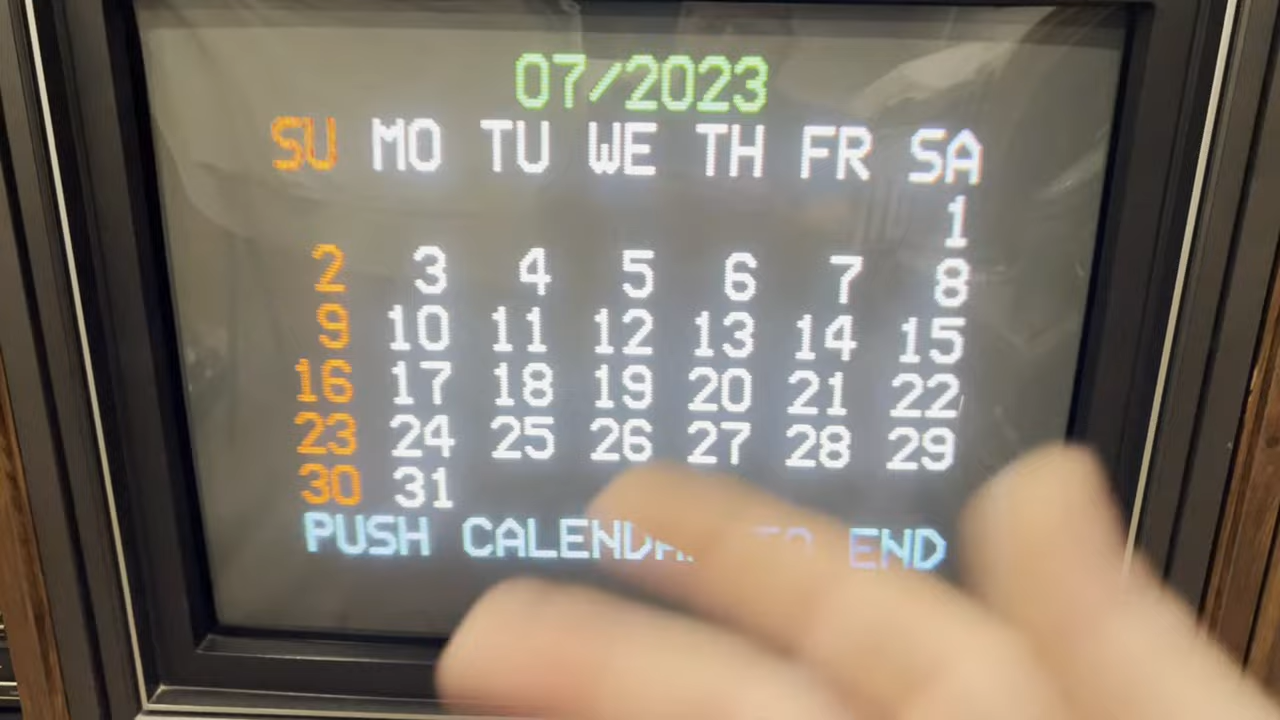 07/2023
SU MO TU WE TH FR SA
1
2 3 4 5 6 7 8
9 10 11 12 13 14 15
16 17 18 19 20 21 22
23 24 25 26 27 28 29
30 31
PUSH CALENDAR TO END